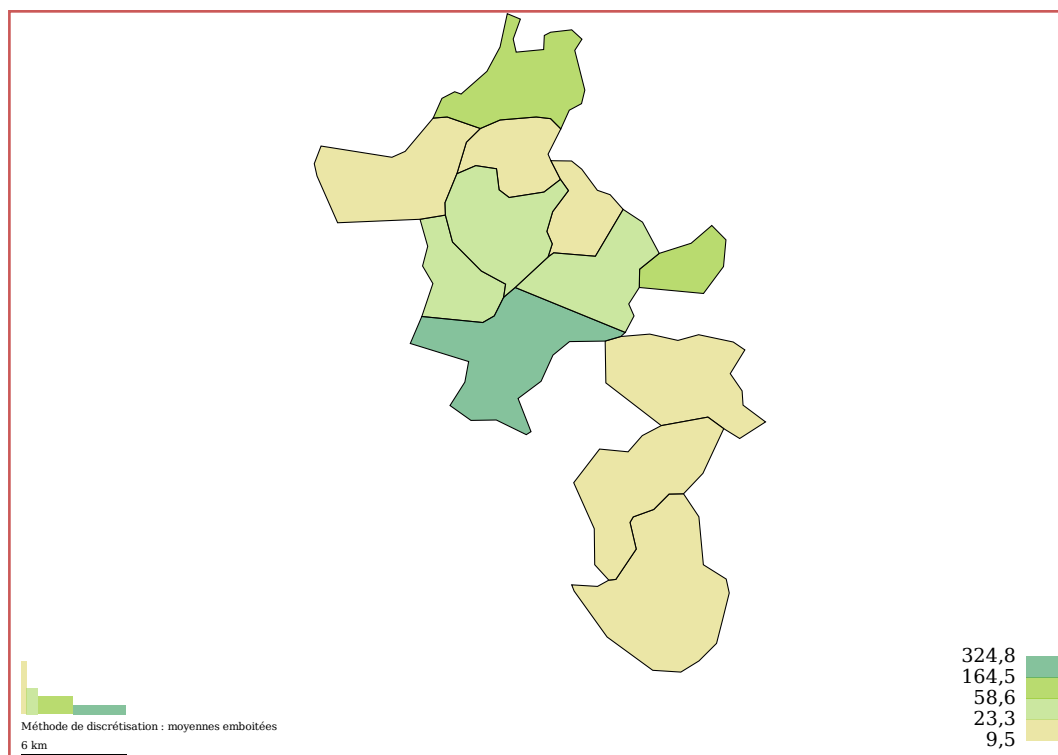 324,8
164,5
58,6
23,3
9,5
Méthode de discrétisation : moyennes emboitées
6 km